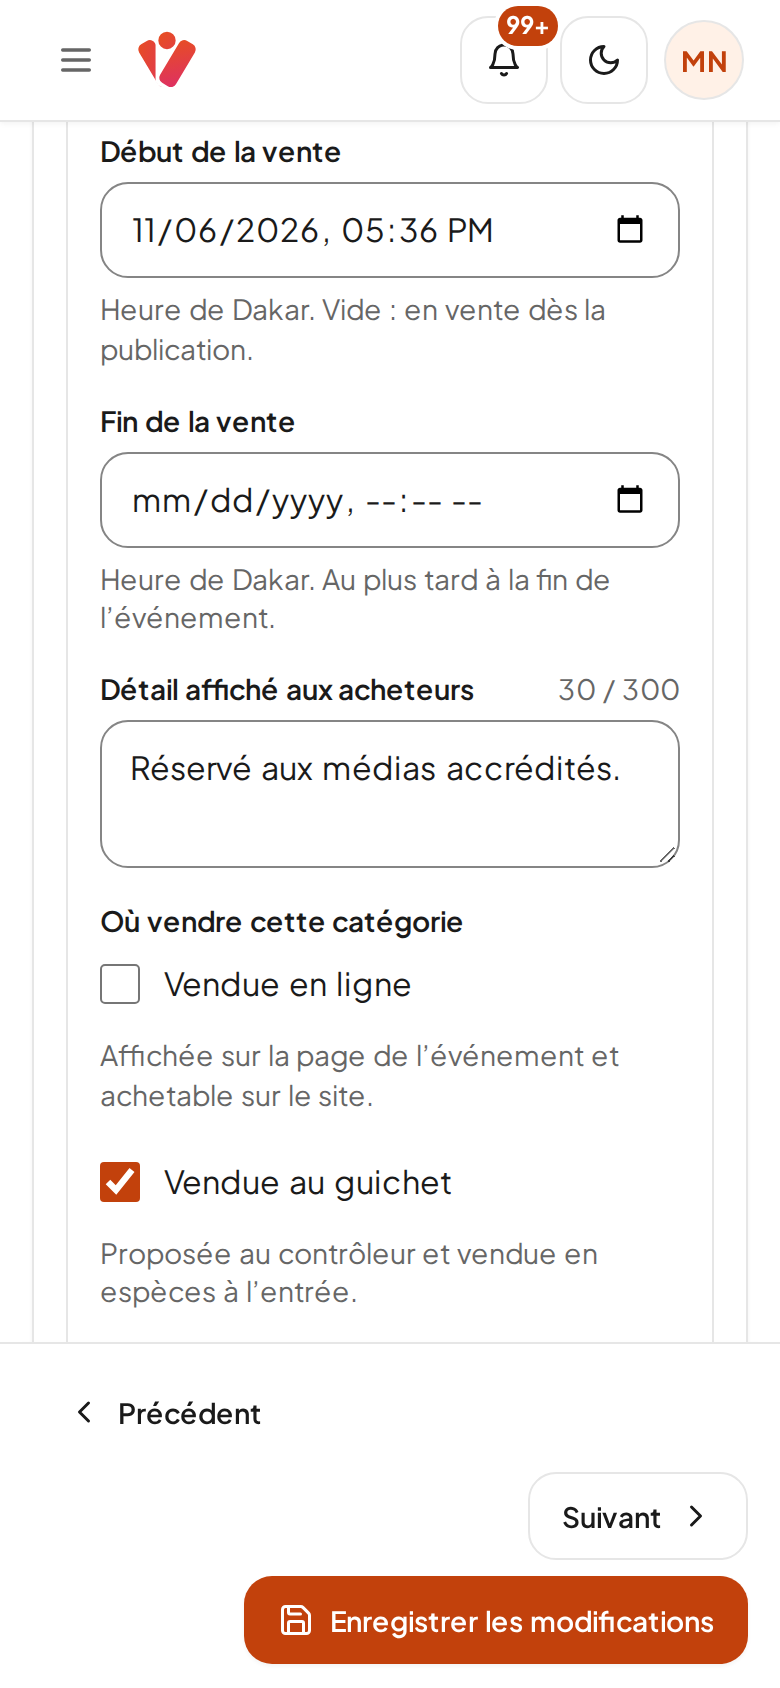 99+
MN
Début de la vente
11/06/2026, 05:36 PM
Heure de Dakar. Vide : en vente dès la
publication.
Fin de la vente
mm/dd/yyyy, --:-- --
Heure de Dakar. Au plus tard à la fin de
l’événement.
Détail affiché aux acheteurs 30 / 300
Réservé aux médias accrédités.
Où vendre cette catégorie
Vendue en ligne
Affichée sur la page de l’événement et
achetable sur le site.
Vendue au guichet
Proposée au contrôleur et vendue en
espèces à l’entrée.
Précédent
Suivant
Enregistrer les modifications